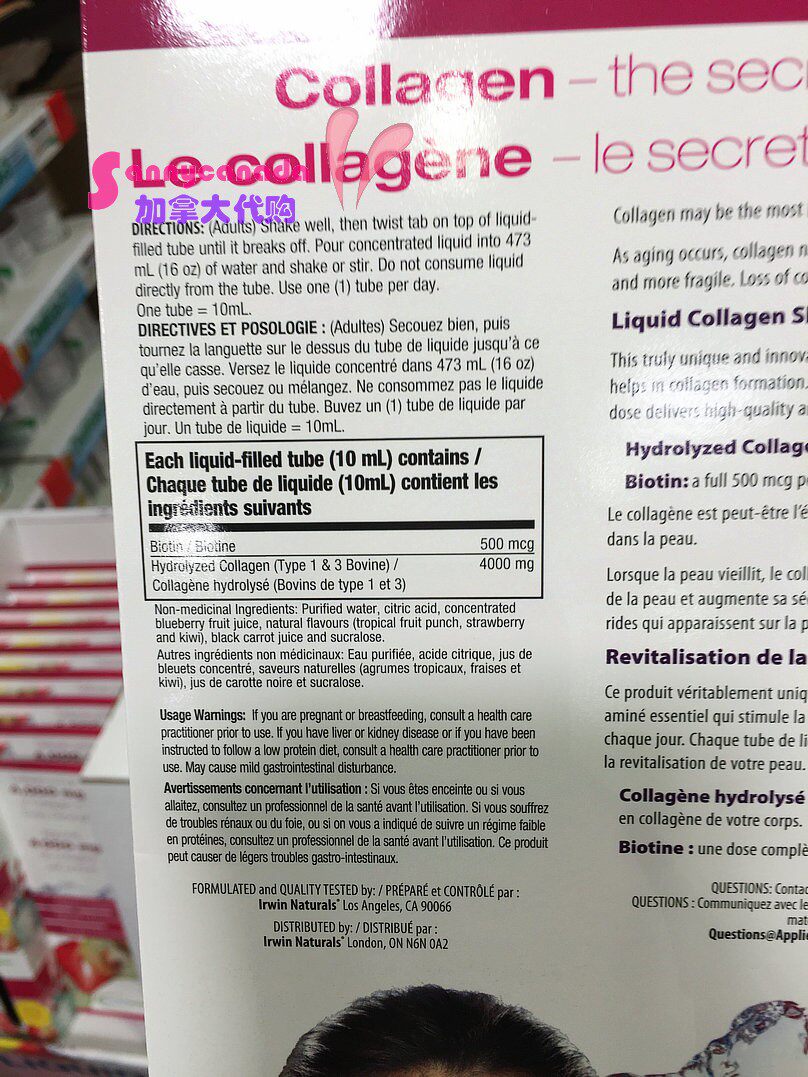 Collagen – the
Le collagène – le secret
Sannycanada
加拿大代购
DIRECTIONS: (Adults) Shake well, then twist tab on top of liquid-
filled tube until it breaks off. Pour concentrated liquid into 473
mL (16 oz) of water and shake or stir. Do not consume liquid
directly from the tube. Use one (1) tube per day.
One tube = 10mL.
DIRECTIVES ET POSOLOGIE : (Adultes) Secouez bien, puis
tournez la languette sur le dessus du tube de liquide jusqu'à ce
qu'elle casse. Versez le liquide concentré dans 473 mL (16 oz)
d'eau, puis secouez ou mélangez. Ne consommez pas le liquide
directement à partir du tube. Buvez un (1) tube de liquide par
jour. Un tube de liquide = 10mL.
Each liquid-filled tube (10 mL) contains /
Chaque tube de liquide (10mL) contient les
ingrédients suivants
Biotin / Biotine 500 mcg
Hydrolyzed Collagen (Type 1 & 3 Bovine) / 4000 mg
Collagène hydrolysé (Bovins de type 1 et 3)
Non-medicinal Ingredients: Purified water, citric acid, concentrated
blueberry fruit juice, natural flavours (tropical fruit punch, strawberry
and kiwi), black carrot juice and sucralose.
Autres ingrédients non médicinaux: Eau purifiée, acide citrique, jus de
bleuets concentré, saveurs naturelles (agrumes tropicaux, fraises et
kiwi), jus de carotte noire et sucralose.
Usage Warnings: If you are pregnant or breastfeeding, consult a health care
practitioner prior to use. If you have liver or kidney disease or if you have been
instructed to follow a low protein diet, consult a health care practitioner prior to
use. May cause mild gastrointestinal disturbance.
Avertissements concernant l'utilisation : Si vous êtes enceinte ou si vous
allaitez, consultez un professionnel de la santé avant l'utilisation. Si vous souffrez
de troubles rénaux ou du foie, ou si on vous a indiqué de suivre un régime faible
en protéines, consultez un professionnel de la santé avant l'utilisation. Ce produit
peut causer de légers troubles gastro-intestinaux.
FORMULATED and QUALITY TESTED by: / PRÉPARÉ et CONTRÔLÉ par :
Irwin Naturals* Los Angeles, CA 90066
DISTRIBUTED by: / DISTRIBUÉ par :
Irwin Naturals* London, ON N6N 0A2
Collagen may be the most
As aging occurs, collagen
and more fragile. Loss of
Liquid Collagen
This truly unique and
helps in collagen formation.
dose delivers high-quality
Hydrolyzed
Biotin: a full 500 mcg
Le collagène est peut-être
dans la peau.
Lorsque la peau vieillit, le
de la peau et augmente sa
rides qui apparaissent sur la
Revitalisation de la
Ce produit véritablement
aminé essentiel qui stimule la
chaque jour. Chaque tube de
la revitalisation de votre peau.
Collagène hydrolysé
en collagène de votre corps.
Biotine : une dose
QUESTIONS:
QUESTIONS : Communiquez avec